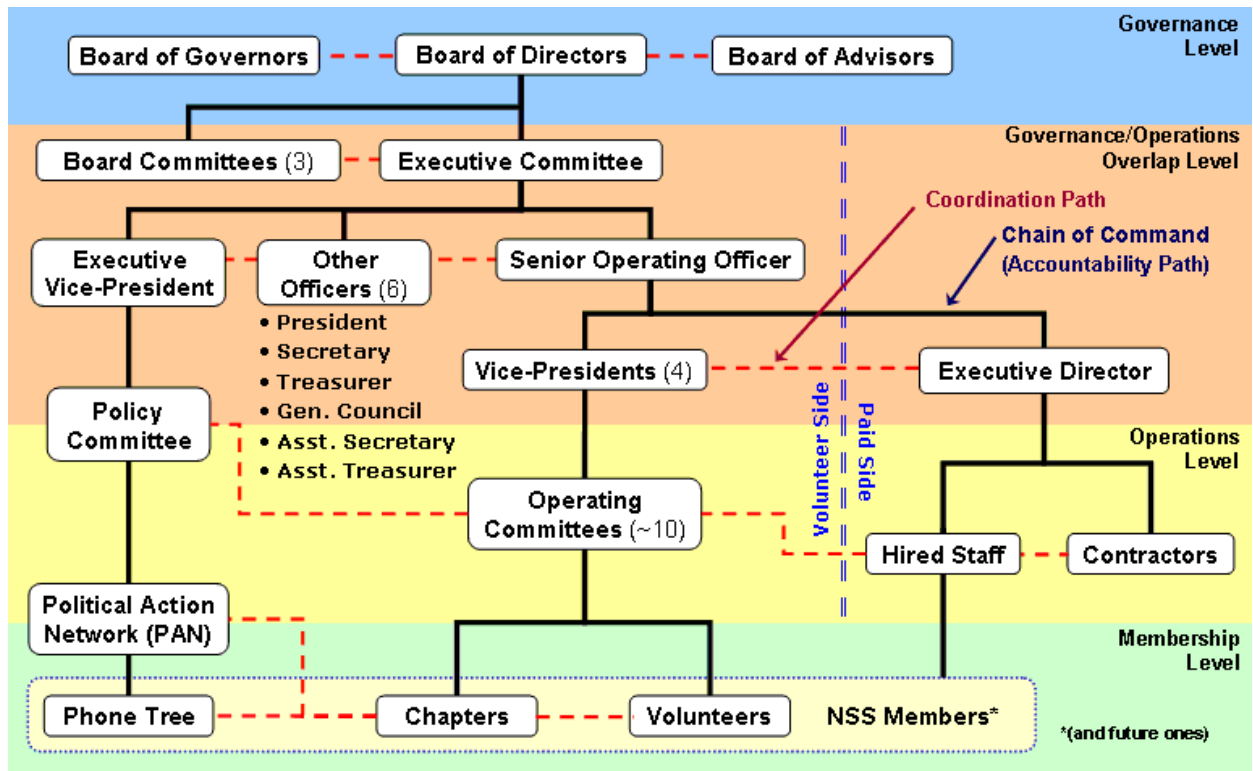 Governance
Level
Board of Governors
Board of Directors
Board of Advisors
Governance/Operations
Overlap Level
Board Committees (3)
Executive Committee
Coordination Path
Chain of Command
(Accountability Path)
Executive
Vice-President
Other
Officers (6)
Senior Operating Officer
• President
• Secretary
• Treasurer
• Gen. Council
• Asst. Secretary
• Asst. Treasurer
Vice-Presidents (4)
Executive Director
Policy
Committee
Volunteer Side
Paid Side
Operations
Level
Operating
Committees (~10)
Hired Staff
Contractors
Political Action
Network (PAN)
Membership
Level
Phone Tree
Chapters
Volunteers
NSS Members*
*(and future ones)